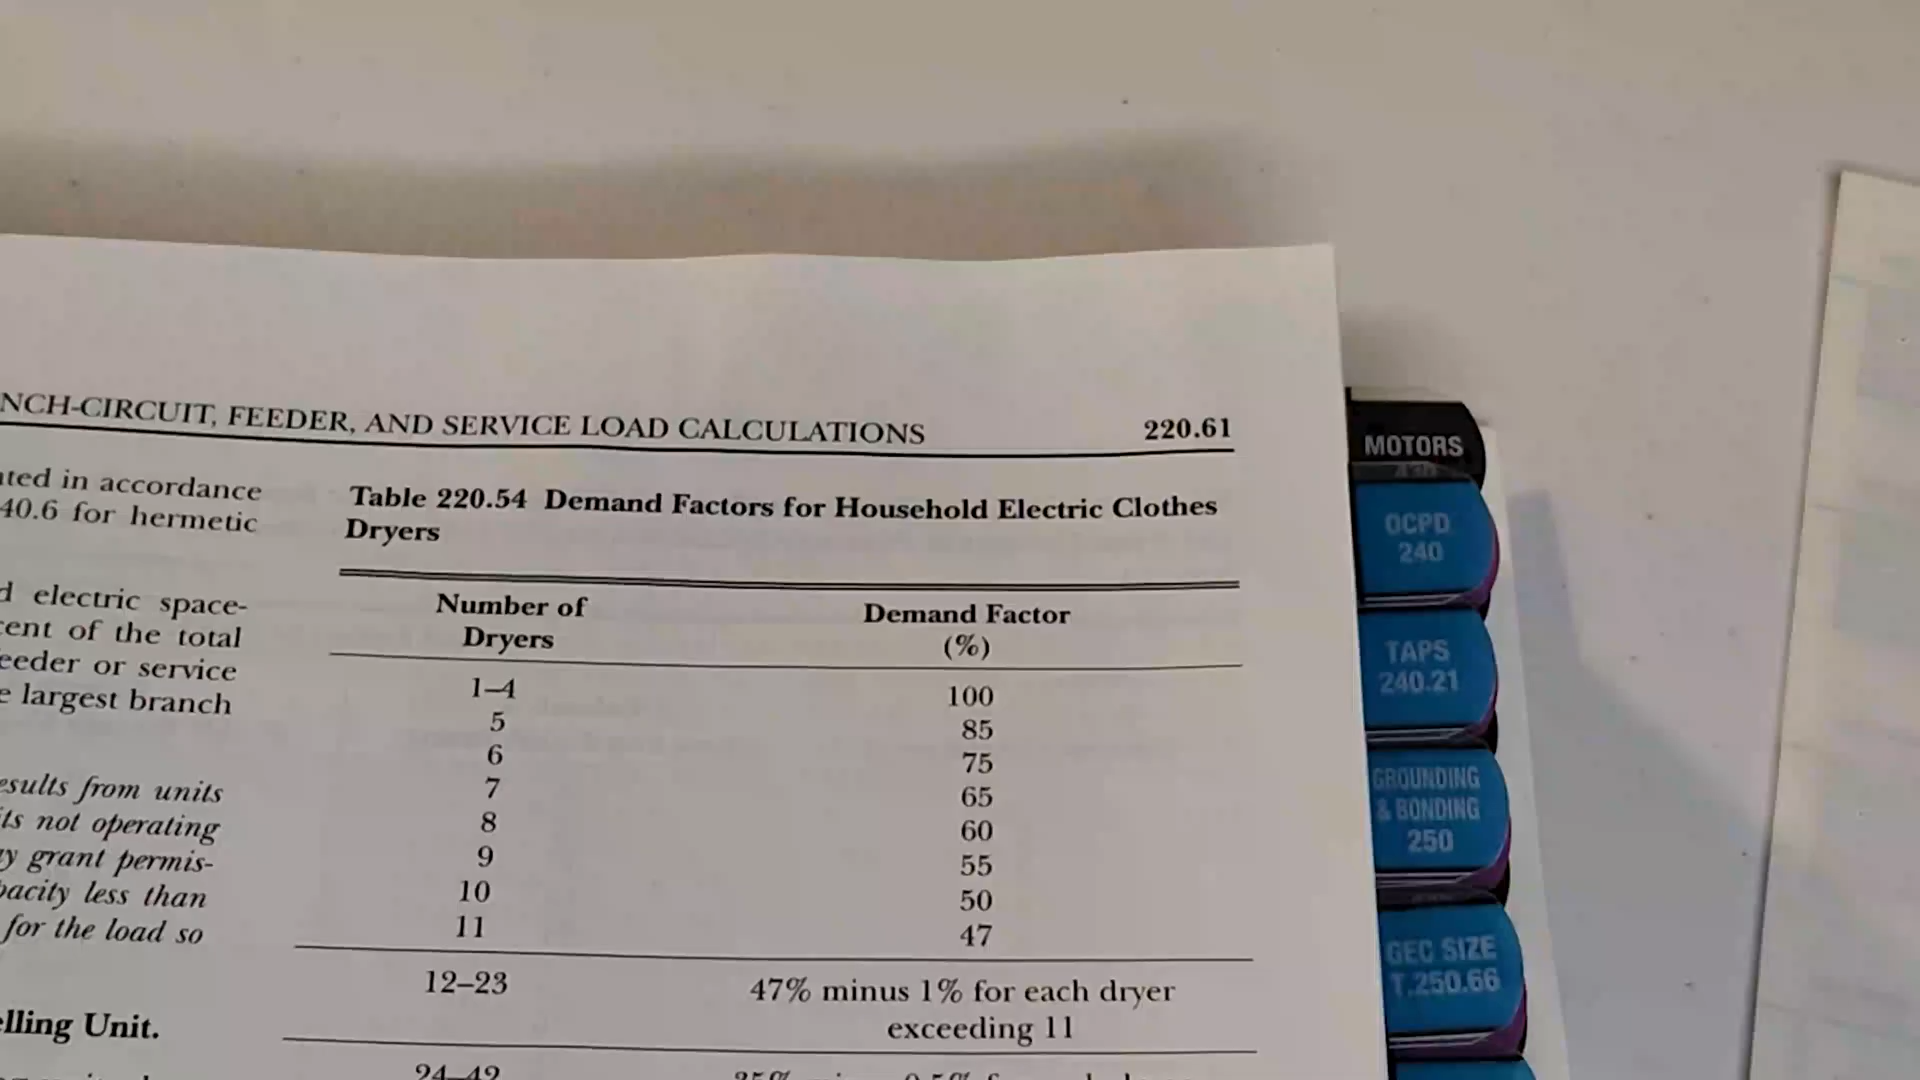 NCH-CIRCUIT, FEEDER, AND SERVICE LOAD CALCULATIONS 220.61
ted in accordance
40.6 for hermetic
d electric space-
cent of the total
eeder or service
e largest branch
esults from units
ts not operating
y grant permis-
pacity less than
for the load so
elling Unit.
Table 220.54 Demand Factors for Household Electric Clothes
Dryers
Number of Dryers Demand Factor (%)
1–4 100
5 85
6 75
7 65
8 60
9 55
10 50
11 47
12–23 47% minus 1% for each dryer
exceeding 11
24–42
MOTORS
OCPD
240
TAPS
240.21
GROUNDING
& BONDING
250
GEC SIZE
T.250.66